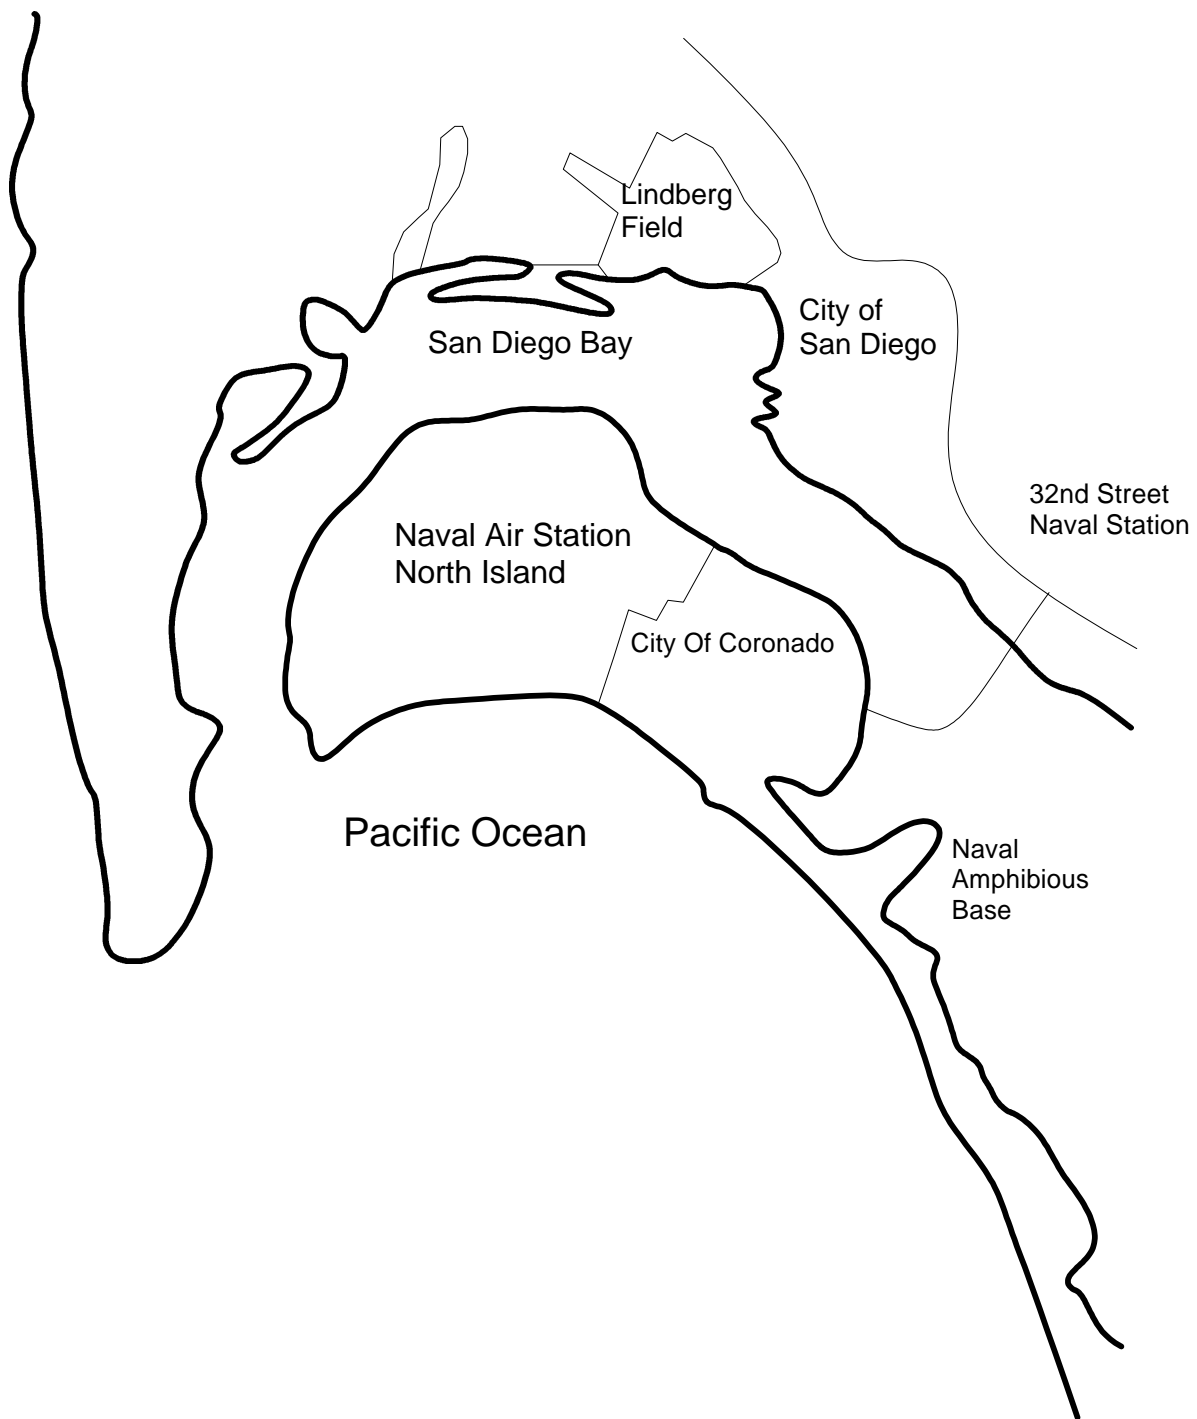 Lindberg
Field
City of
San Diego
San Diego Bay
32nd Street
Naval Station
Naval Air Station
North Island
City Of Coronado
Pacific Ocean
Naval
Amphibious
Base